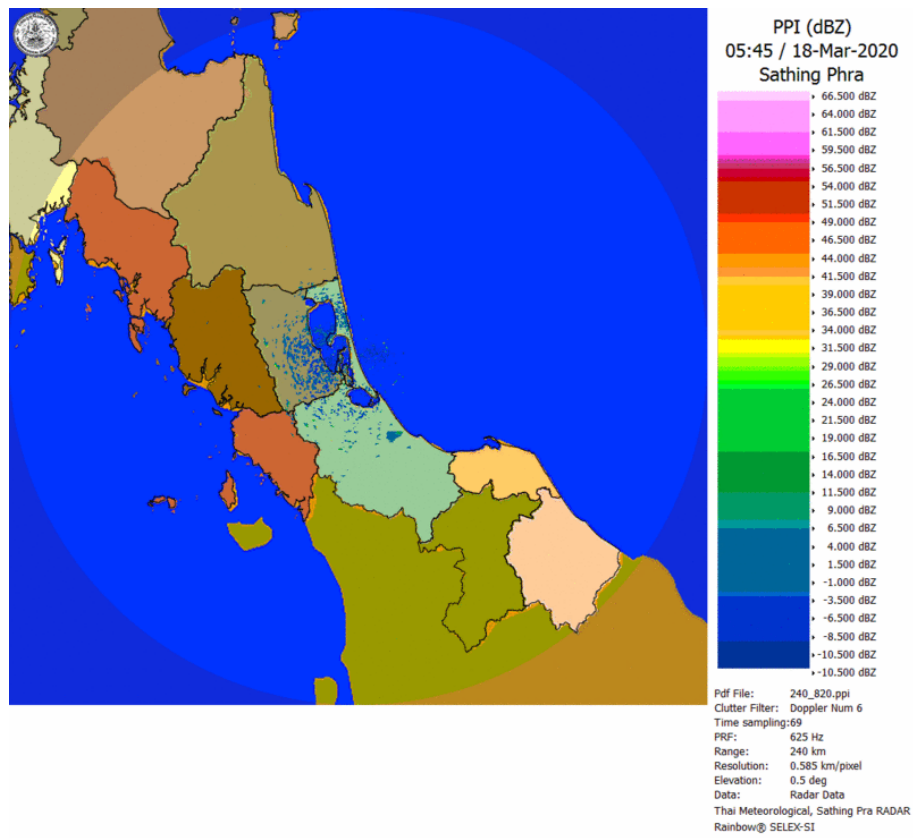 PPI (dBZ)
05:45 / 18-Mar-2020
Sathing Phra
66.500 dBZ
64.000 dBZ
61.500 dBZ
59.500 dBZ
56.500 dBZ
54.000 dBZ
51.500 dBZ
49.000 dBZ
46.500 dBZ
44.000 dBZ
41.500 dBZ
39.000 dBZ
36.500 dBZ
34.000 dBZ
31.500 dBZ
29.000 dBZ
26.500 dBZ
24.000 dBZ
21.500 dBZ
19.000 dBZ
16.500 dBZ
14.000 dBZ
11.500 dBZ
9.000 dBZ
6.500 dBZ
4.000 dBZ
1.500 dBZ
-1.000 dBZ
-3.500 dBZ
-6.500 dBZ
-8.500 dBZ
-10.500 dBZ
-10.500 dBZ
Pdf File: 240_820.ppi
Clutter Filter: Doppler Num 6
Time sampling:69
PRF: 625 Hz
Range: 240 km
Resolution: 0.585 km/pixel
Elevation: 0.5 deg
Data: Radar Data
Thai Meteorological, Sathing Pra RADAR
Rainbow® SELEX-SI